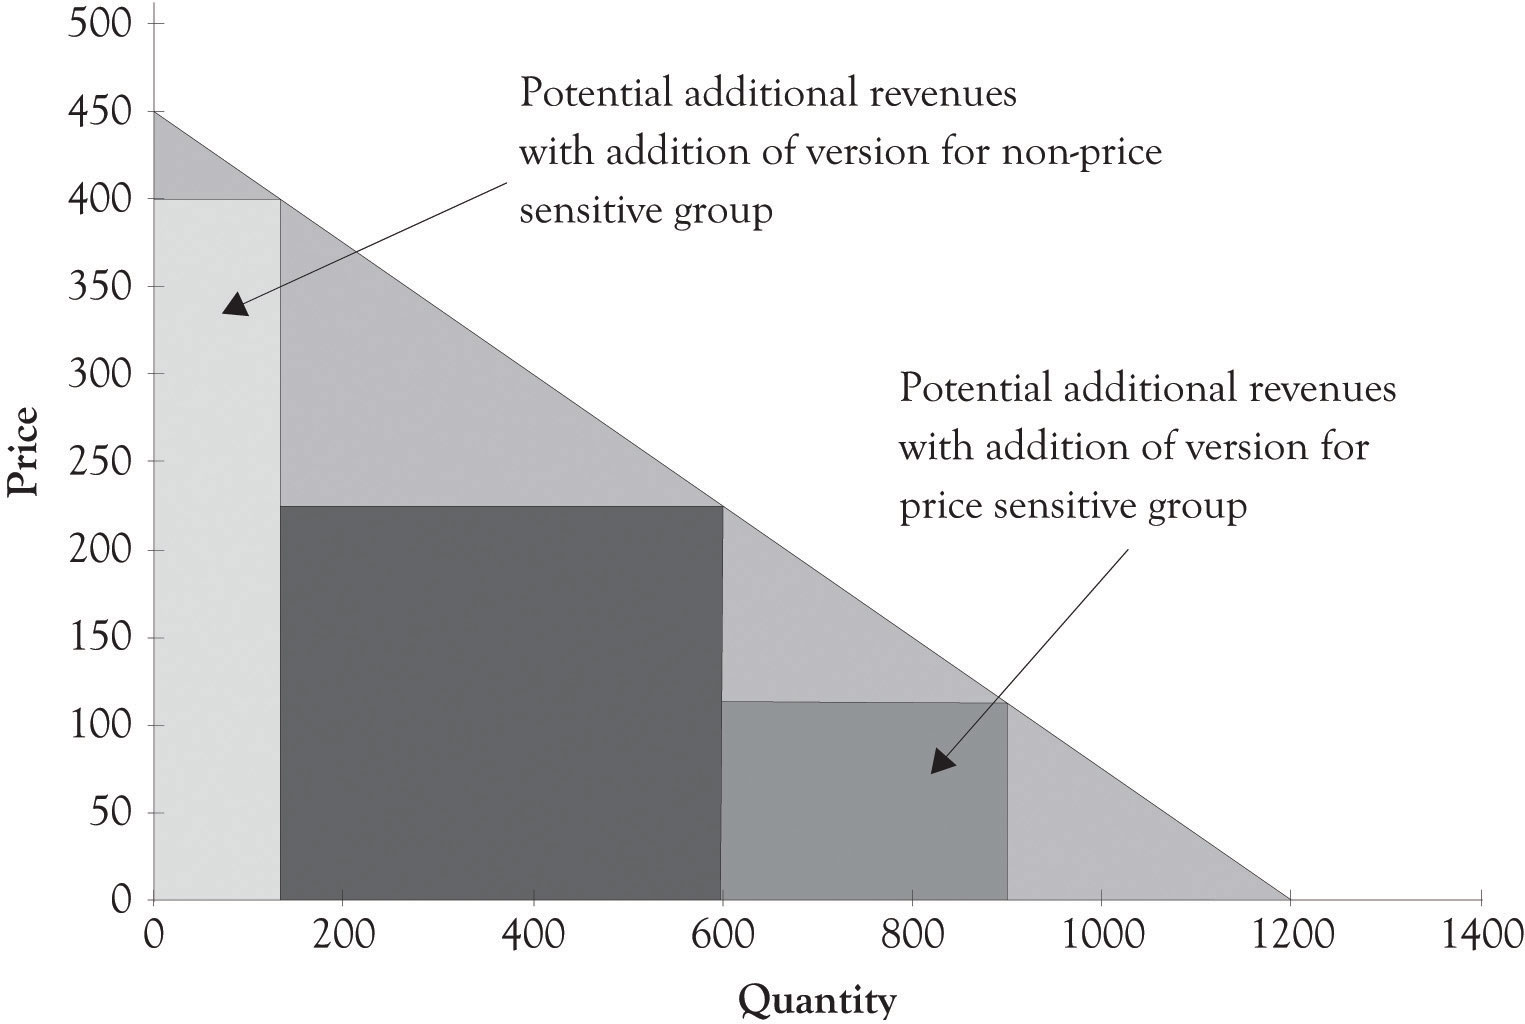 500
Potential additional revenues
450
with addition of version for non-price
400
sensitive group
350
300
Potential additional revenues
250
with addition of version for
price sensitive group
200
150
100
50
0
Price
0 200 400 600 800 1000 1200 1400
Quantity